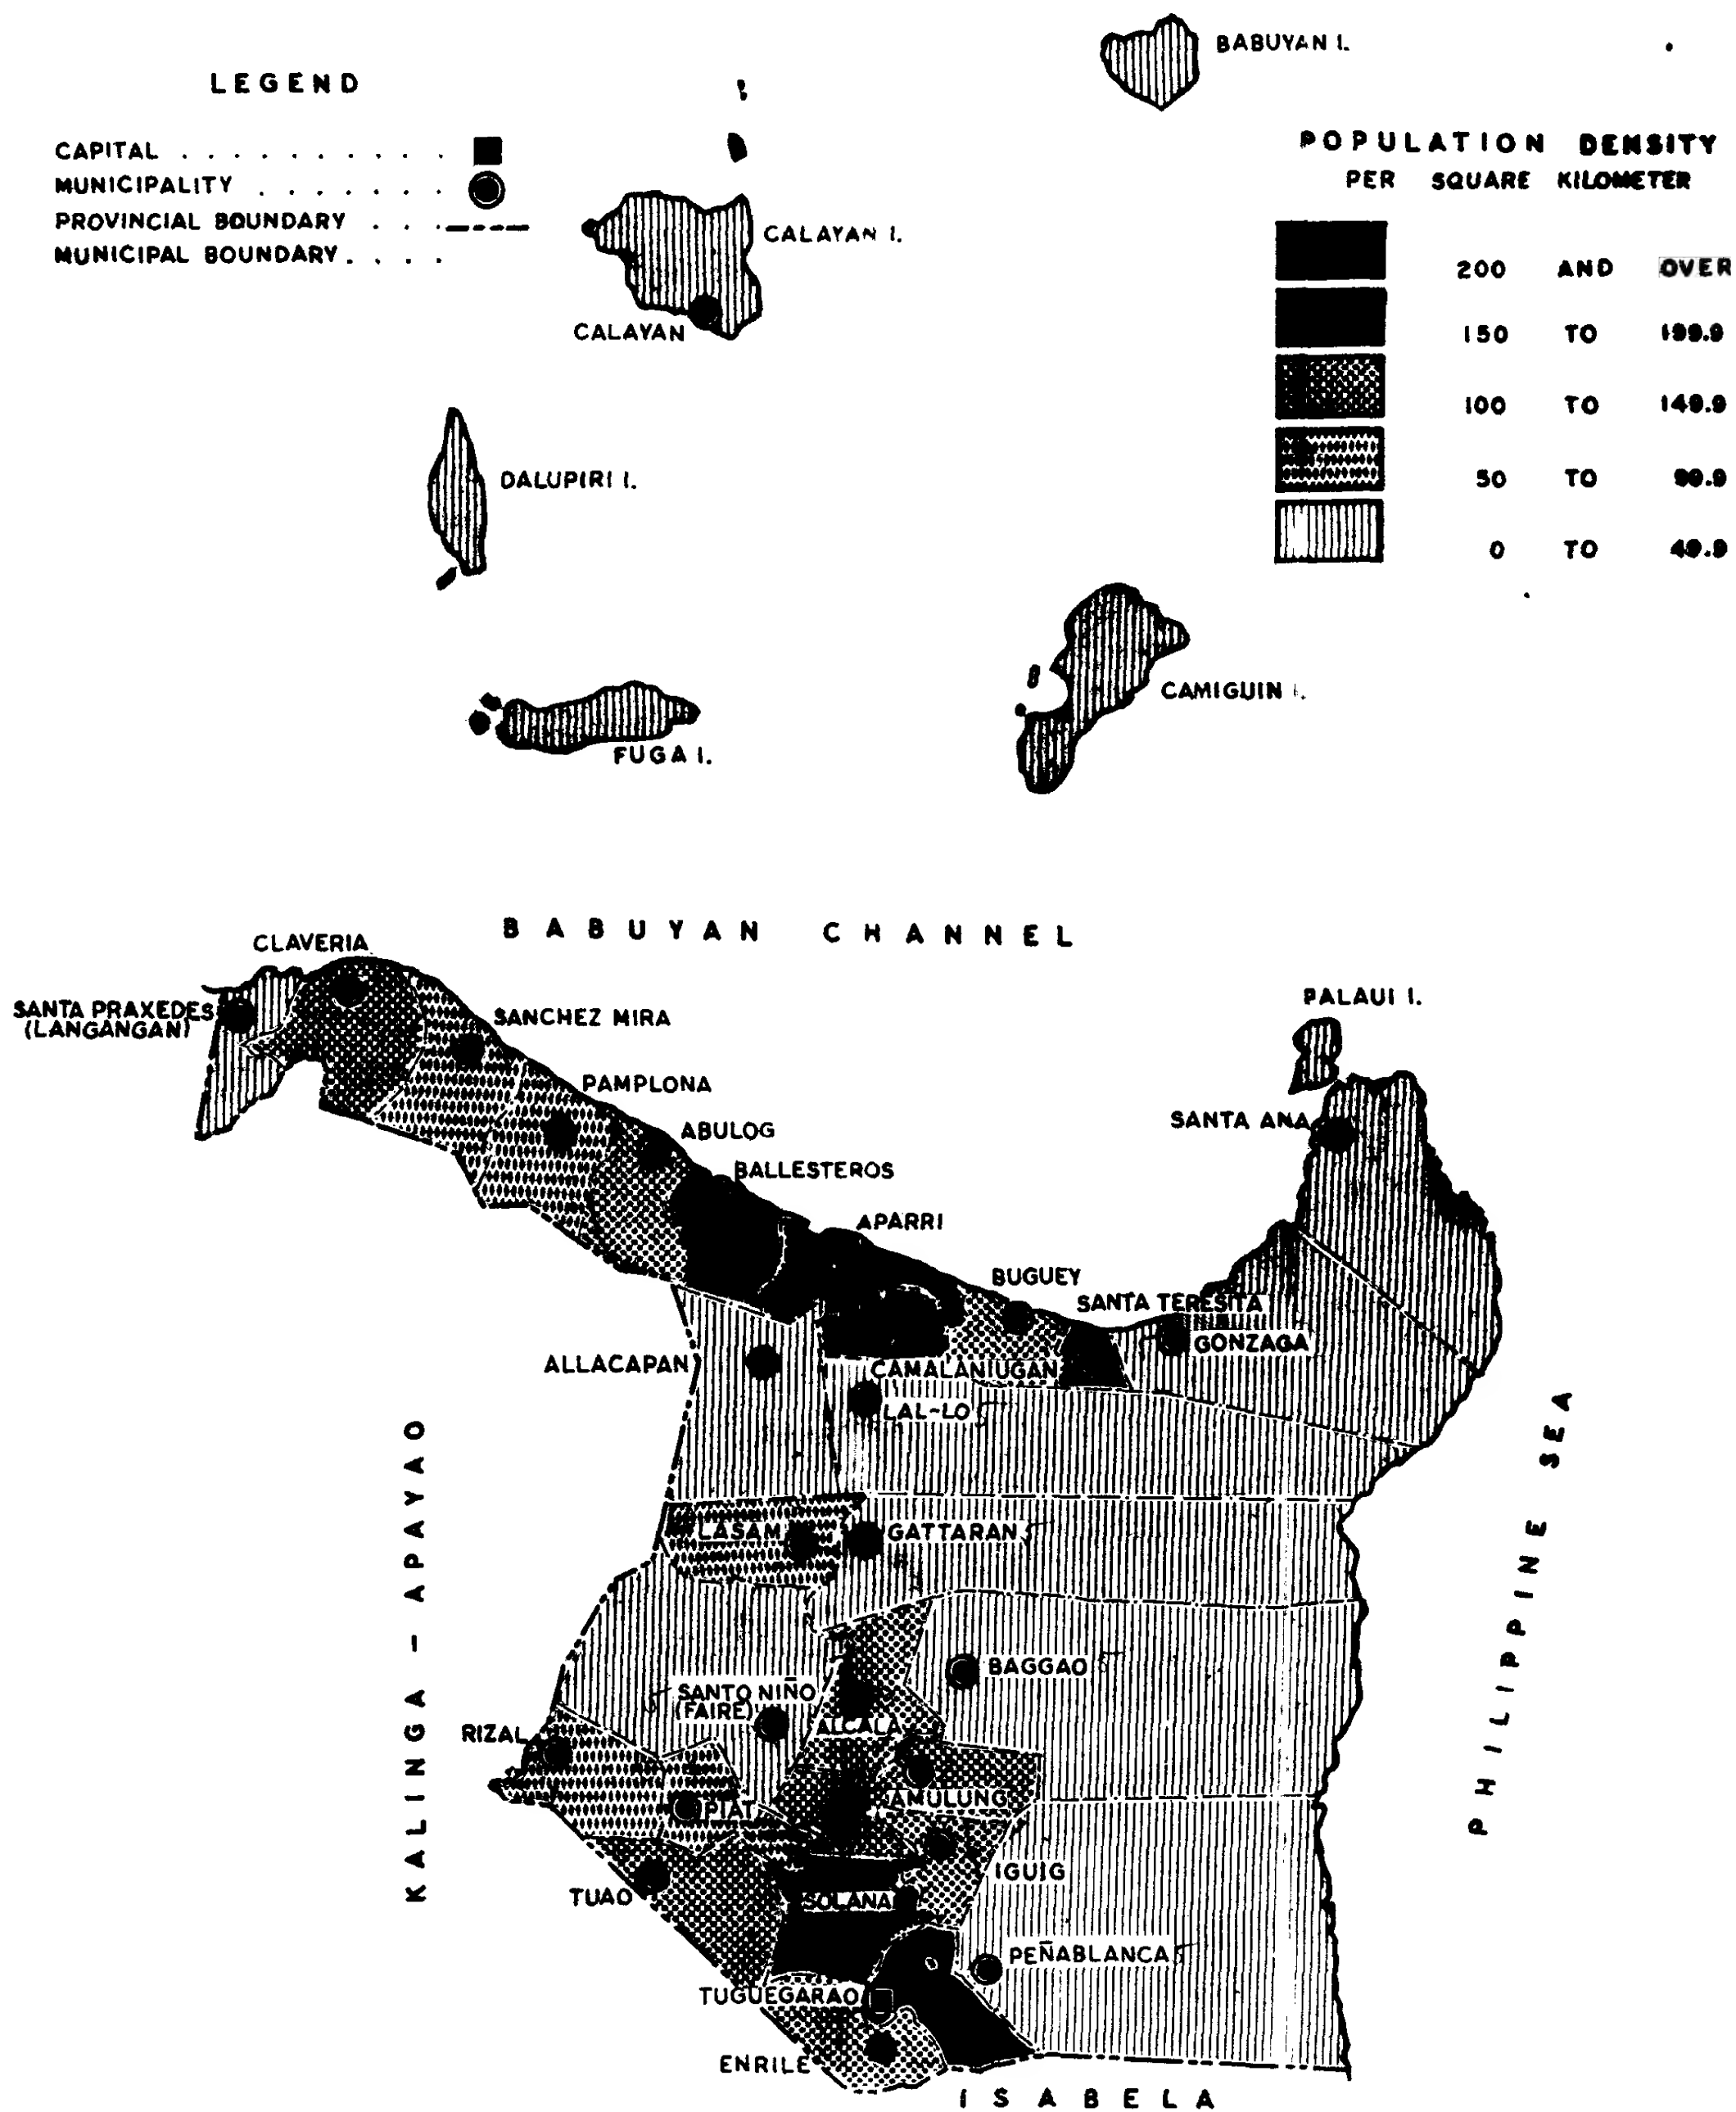 LEGEND
CAPITAL . . . . . . . . . .
MUNICIPALITY . . . . . . .
PROVINCIAL BOUNDARY . . .
MUNICIPAL BOUNDARY . . . .
BABUYAN I.
POPULATION DENSITY
PER SQUARE KILOMETER
200 AND OVER
150 TO 199.9
100 TO 149.9
50 TO 99.9
0 TO 49.9
CALAYAN I.
CALAYAN
DALUPIRI I.
CAMIGUIN I.
FUGA I.
BABUYAN CHANNEL
CLAVERIA
SANTA PRAXEDES
(LANGANGAN)
SANCHEZ MIRA
PALAUI I.
PAMPLONA
SANTA ANA
ABULOG
BALLESTEROS
APARRI
BUGUEY
SANTA TERESITA
GONZAGA
ALLACAPAN
CAMALANIUGAN
LAL-LO
KALINGA - APAYAO
PHILIPPINE SEA
LASAM
GATTARAN
BAGGAO
SANTO NIÑO
(FAIRE)
ALCALA
RIZAL
PIAT
AMULUNG
IGUIG
TUAO
SOLANA
PEÑABLANCA
TUGUEGARAO
ENRILE
ISABELA